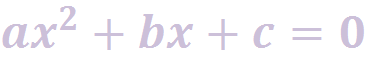 ax² + bx + c = 0